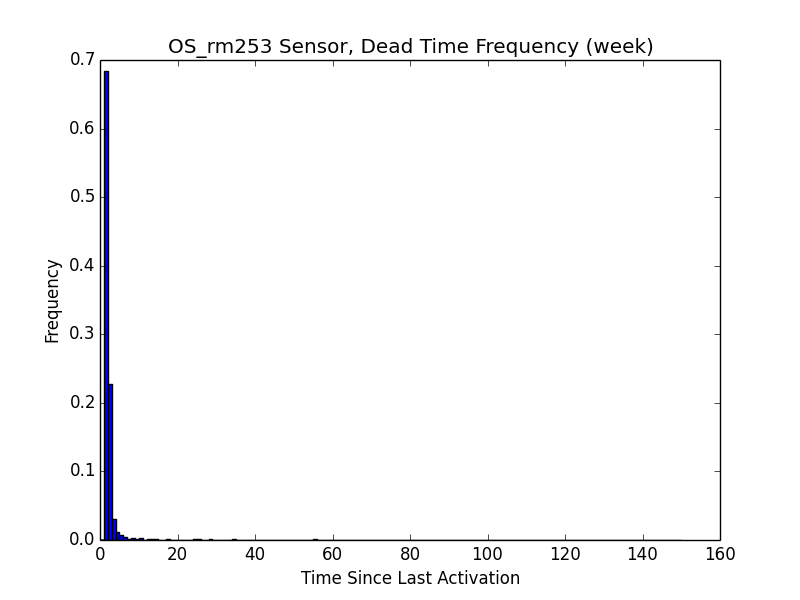 OS_rm253 Sensor, Dead Time Frequency (week)
0.7
0.6
0.5
0.4
0.3
0.2
0.1
0.0
Frequency
0 20 40 60 80 100 120 140 160
Time Since Last Activation